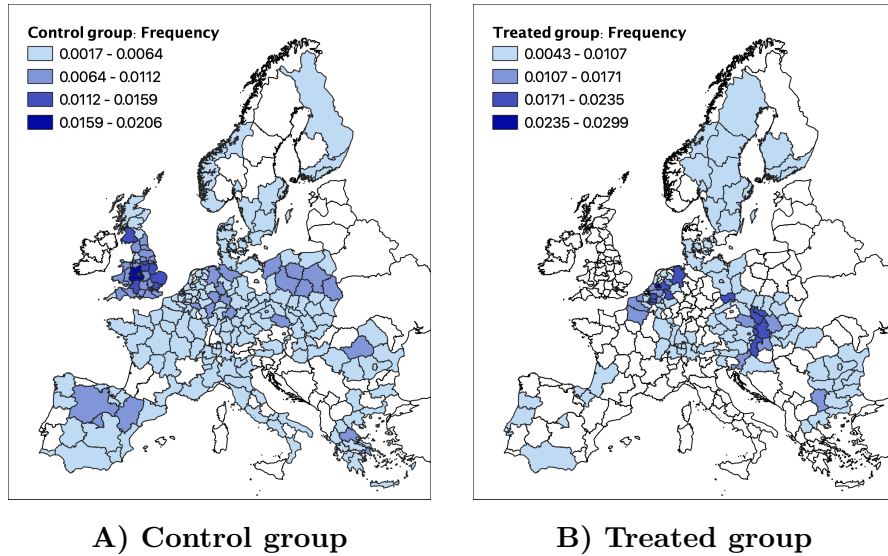 Control group: Frequency
0.0017 - 0.0064
0.0064 - 0.0112
0.0112 - 0.0159
0.0159 - 0.0206
Treated group: Frequency
0.0043 - 0.0107
0.0107 - 0.0171
0.0171 - 0.0235
0.0235 - 0.0299
A) Control group
B) Treated group